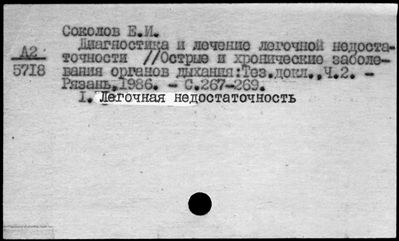 Соколов Е.И.
Диагностика и лечение легочной недоста-
А2
точности //Острые и хронические заболе-
5718
вания органов дыхания:Тез.докл.,Ч.2. -
Рязань,1986. - С.267-269.
1. Легочная недостаточность